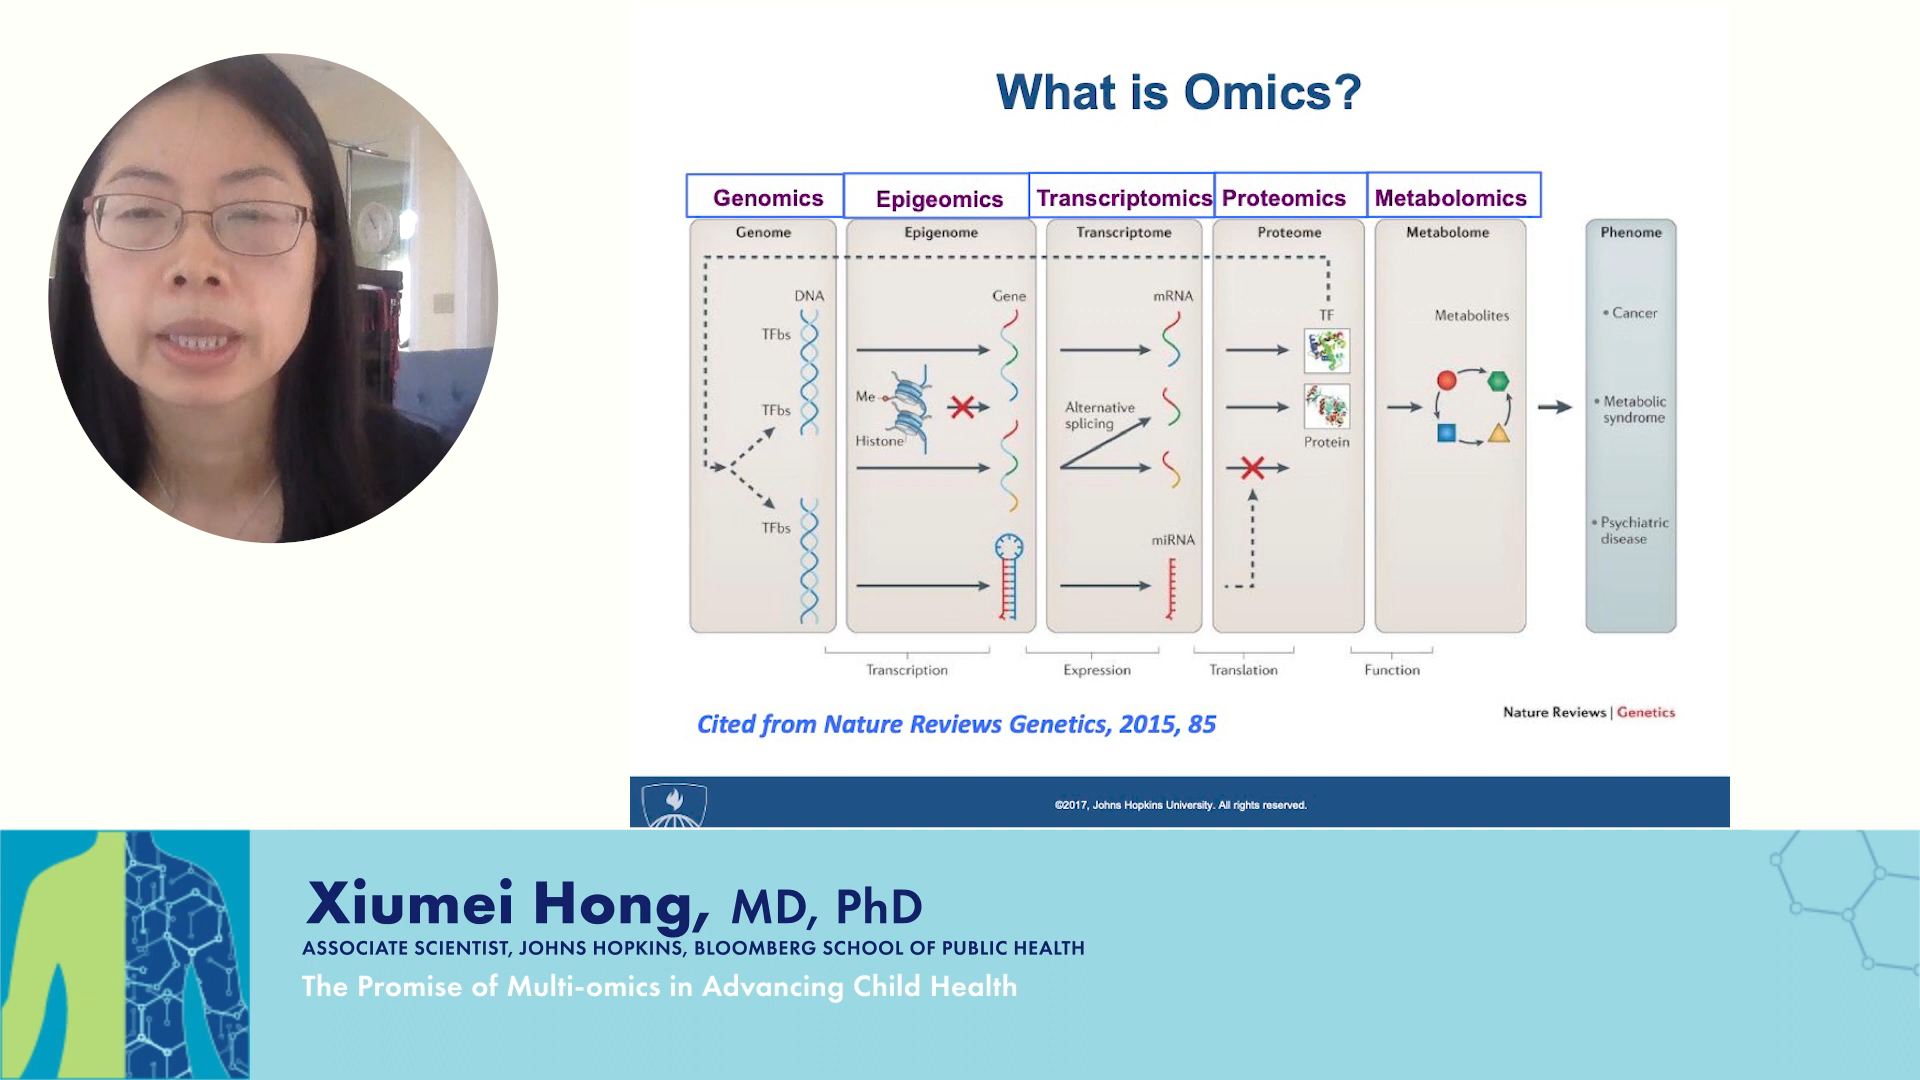 What is Omics?
Genomics Epigeomics Transcriptomics Proteomics Metabolomics
Genome Epigenome Transcriptome Proteome Metabolome Phenome
DNA Gene mRNA
TF
TFbs
Metabolites
• Cancer
Me
Alternative
splicing
TFbs
• Metabolic
syndrome
Histone
Protein
TFbs
miRNA
• Psychiatric
disease
Transcription Expression Translation Function
Cited from Nature Reviews Genetics, 2015, 85
Nature Reviews | Genetics
©2017, Johns Hopkins University. All rights reserved.
Xiumei Hong, MD, PhD
ASSOCIATE SCIENTIST, JOHNS HOPKINS, BLOOMBERG SCHOOL OF PUBLIC HEALTH
The Promise of Multi-omics in Advancing Child Health